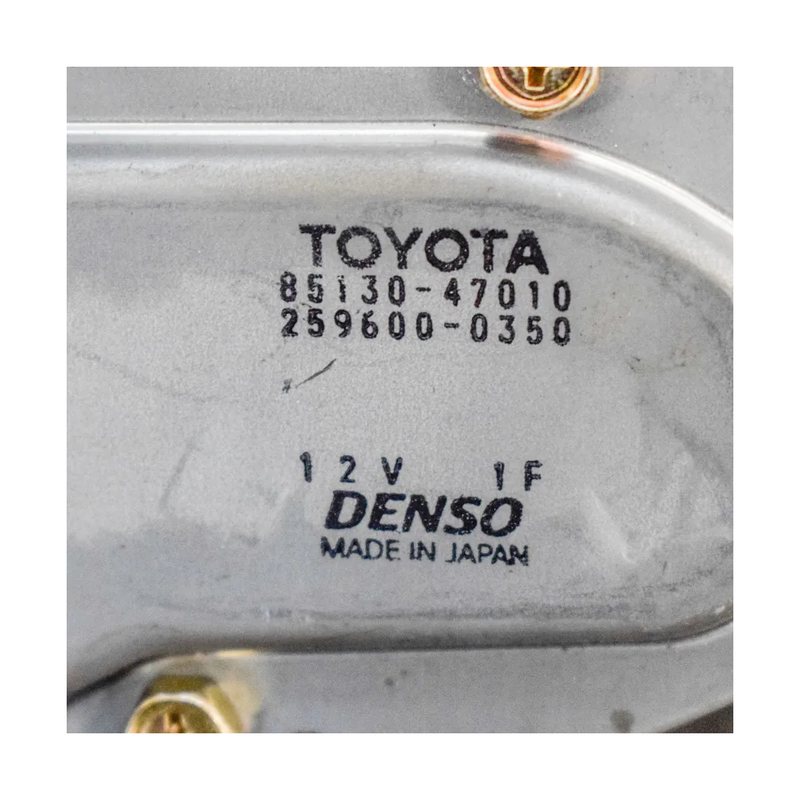 TOYOTA
85130-47010
259600-0350
12V 1F
DENSO
MADE IN JAPAN